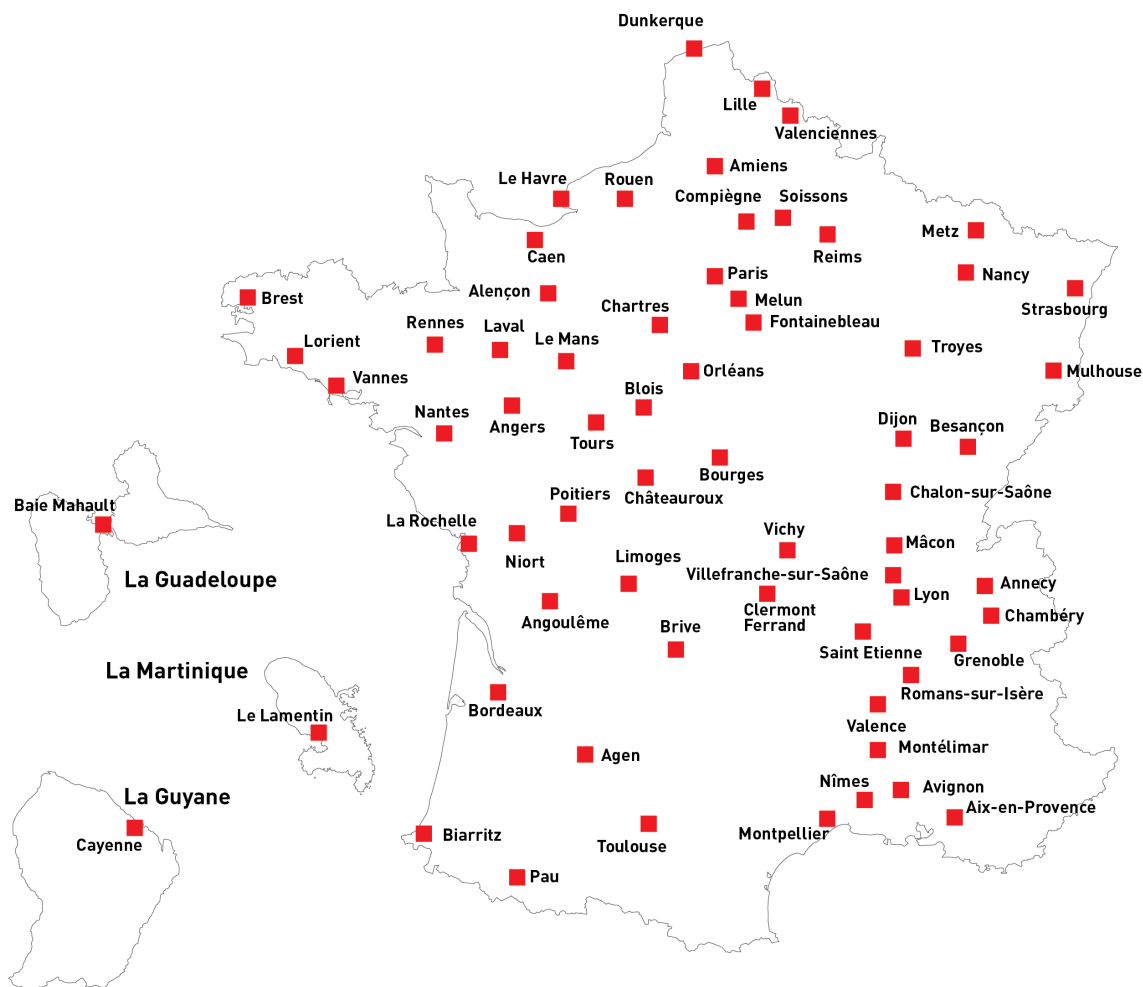 Dunkerque
Lille
Valenciennes
Amiens
Le Havre
Rouen
Compiègne
Soissons
Metz
Reims
Caen
Paris
Nancy
Alençon
Brest
Melun
Chartres
Strasbourg
Fontainebleau
Rennes
Laval
Le Mans
Lorient
Troyes
Vannes
Orléans
Mulhouse
Blois
Nantes
Angers
Tours
Dijon
Besançon
Bourges
Châteauroux
Chalon-sur-Saône
Poitiers
Baie Mahault
La Rochelle
Vichy
Mâcon
Niort
Limoges
Villefranche-sur-Saône
La Guadeloupe
Annecy
Lyon
Clermont
Ferrand
Angoulême
Chambéry
Brive
Saint Etienne
Grenoble
La Martinique
Romans-sur-Isère
Le Lamentin
Bordeaux
Valence
Montélimar
Agen
Nîmes
Avignon
La Guyane
Aix-en-Provence
Cayenne
Biarritz
Toulouse
Montpellier
Pau